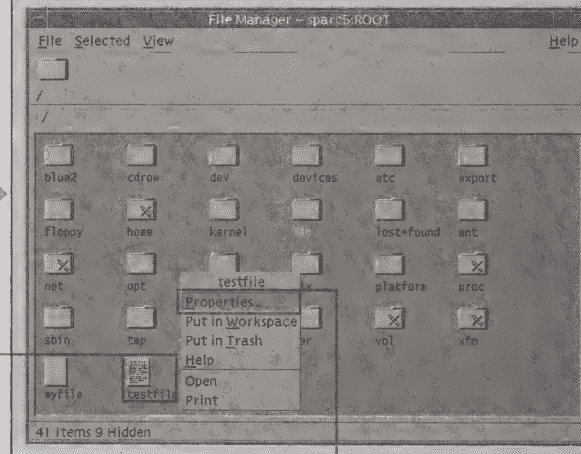 File Manager - sparc5:ROOT
File Selected View Help
/
/
blue2 cdrom dev devices etc export
floppy home kernel lib lost+found mnt
net opt platform proc
sbin tmp vol xfn
myfile testfile
testfile
Properties...
Put in Workspace
Put in Trash
Help
Open
Print
41 Items 9 Hidden